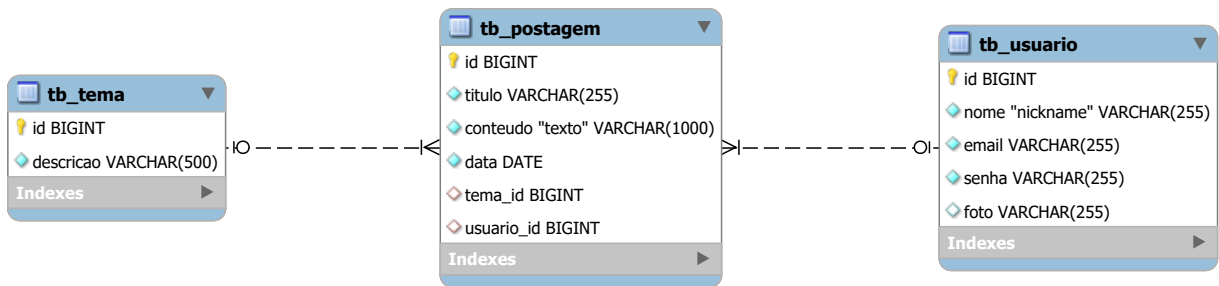 tb_tema
id BIGINT
descricao VARCHAR(500)
Indexes
tb_postagem
id BIGINT
titulo VARCHAR(255)
conteudo "texto" VARCHAR(1000)
data DATE
tema_id BIGINT
usuario_id BIGINT
Indexes
tb_usuario
id BIGINT
nome "nickname" VARCHAR(255)
email VARCHAR(255)
senha VARCHAR(255)
foto VARCHAR(255)
Indexes